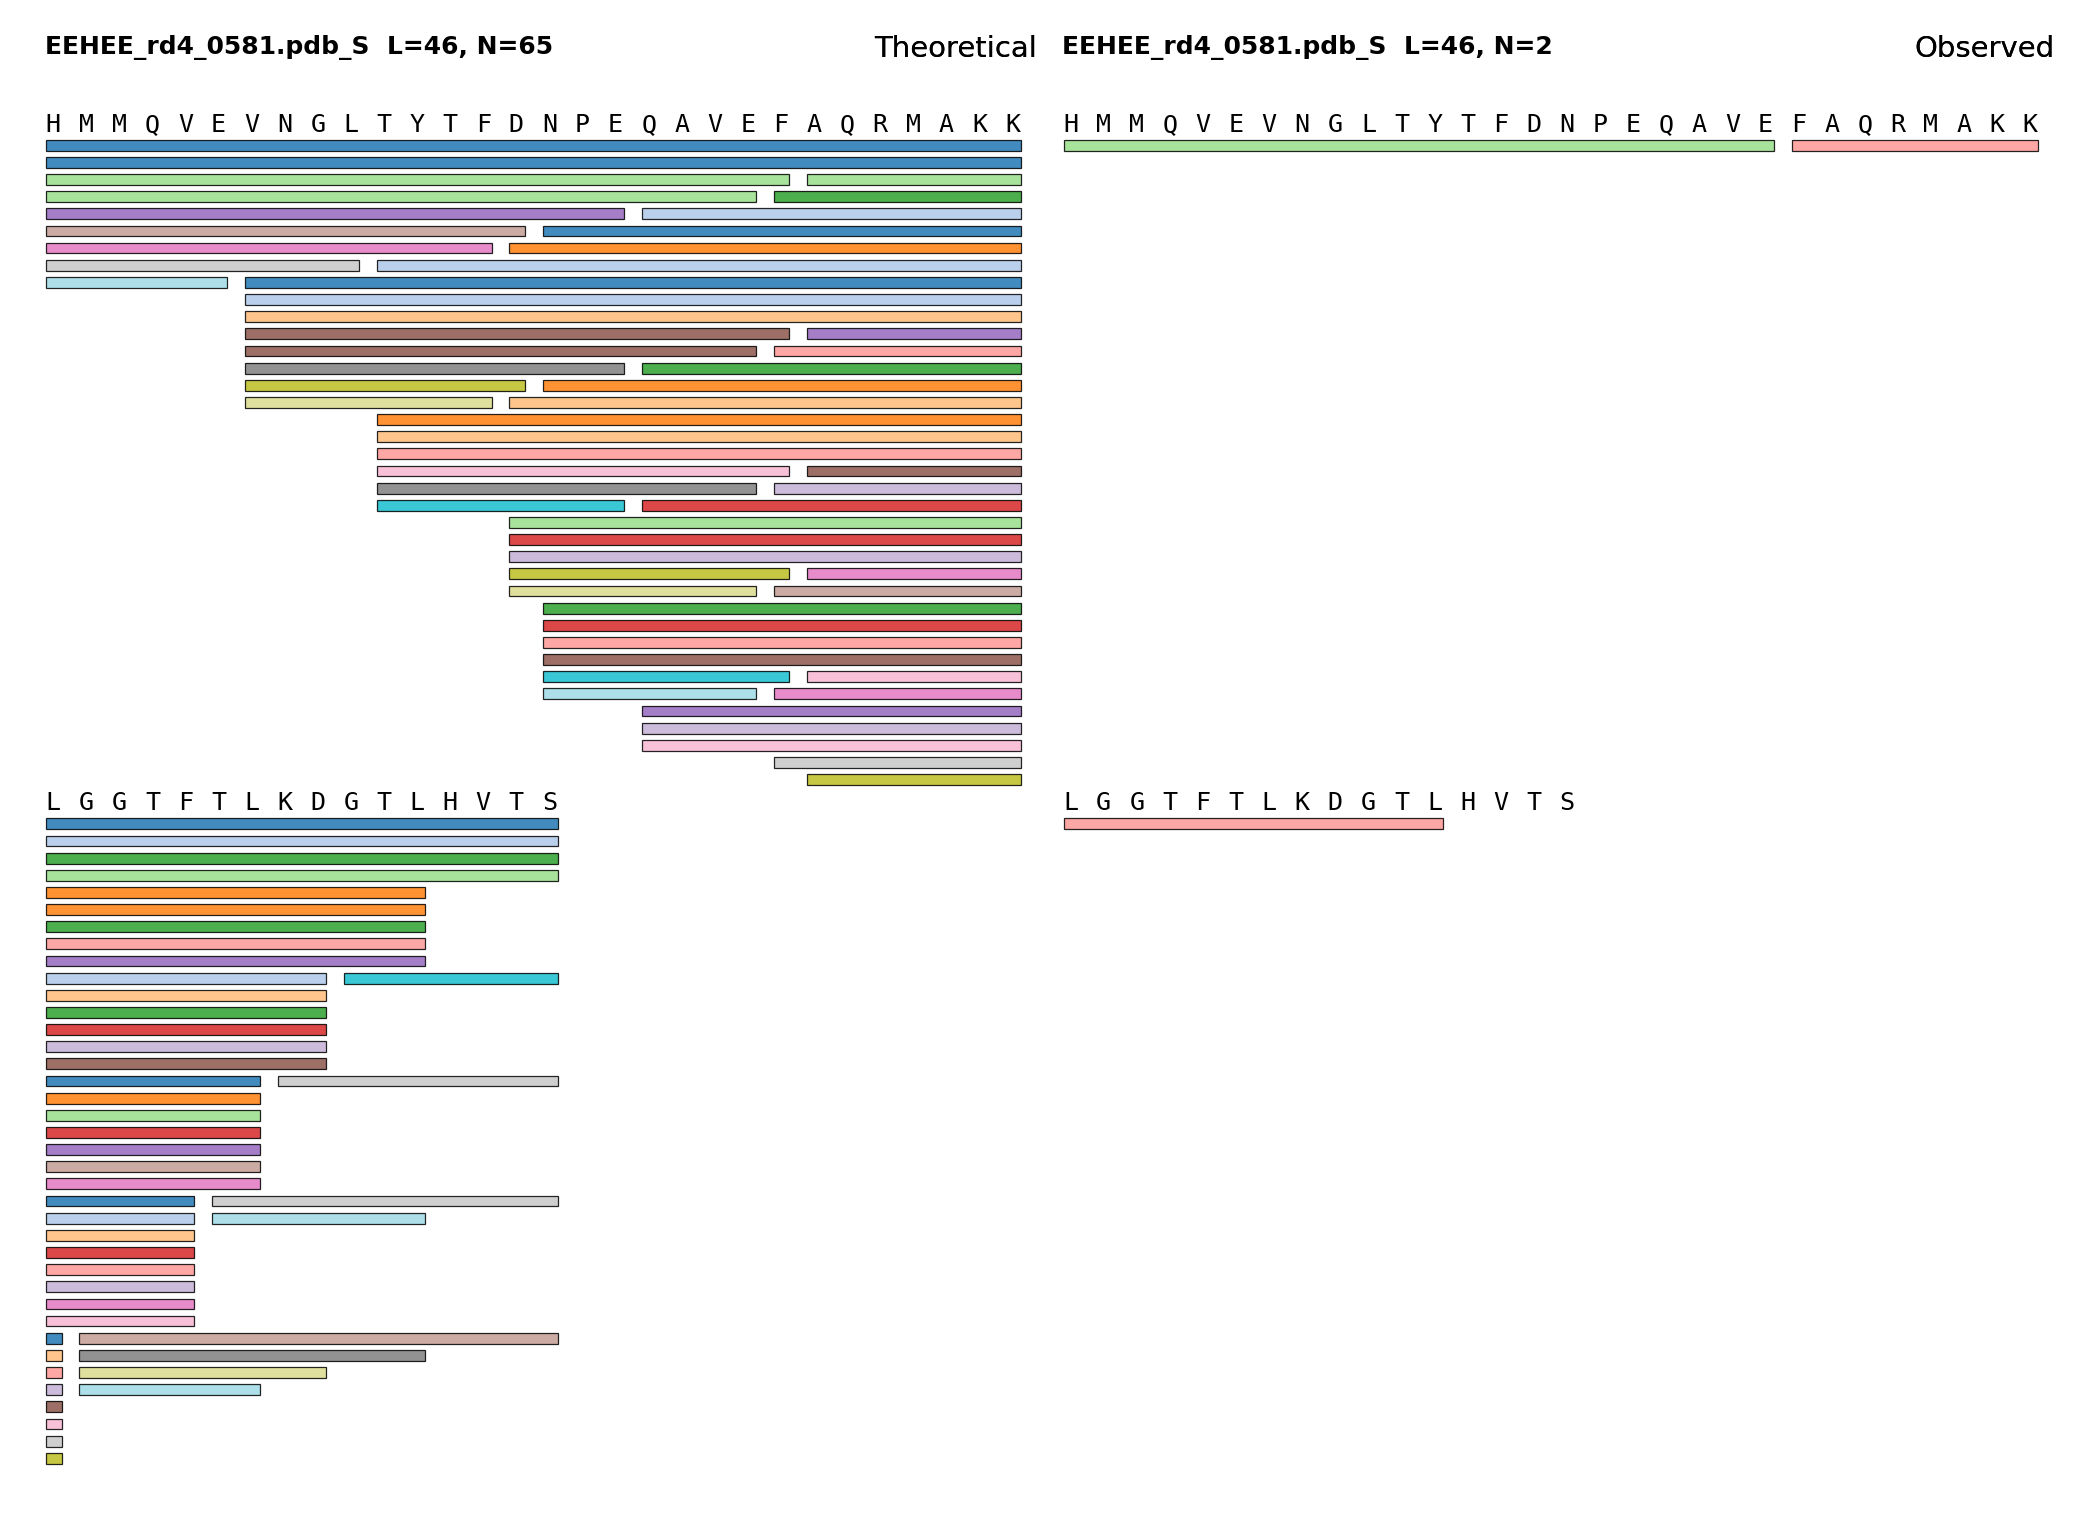 EEHEE_rd4_0581.pdb_S L=46, N=65
Theoretical
H M M Q V E V N G L T Y T F D N P E Q A V E F A Q R M A K K
L G G T F T L K D G T L H V T S
EEHEE_rd4_0581.pdb_S L=46, N=2
Observed
H M M Q V E V N G L T Y T F D N P E Q A V E F A Q R M A K K
L G G T F T L K D G T L H V T S